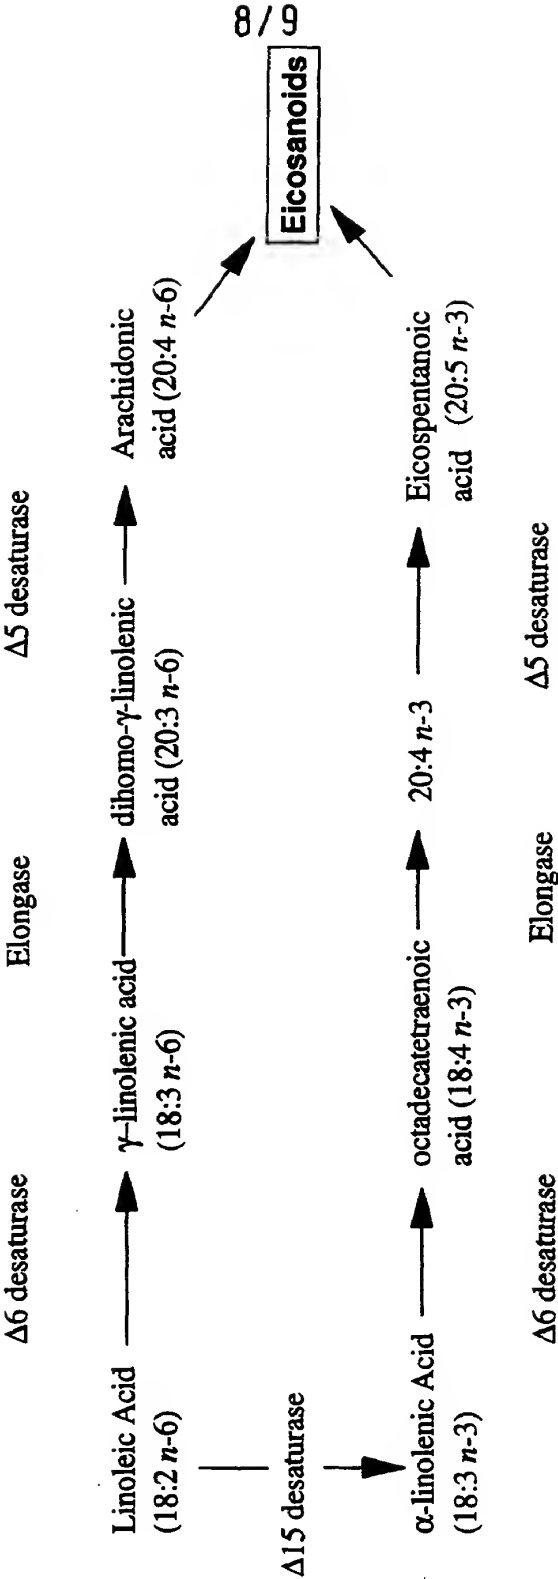 8/9
Δ6 desaturase
Elongase
Δ5 desaturase
Linoleic Acid
(18:2 n-6)
γ-linolenic acid
(18:3 n-6)
dihomo-γ-linolenic
acid (20:3 n-6)
Arachidonic
acid (20:4 n-6)
Δ15 desaturase
Eicosanoids
α-linolenic Acid
(18:3 n-3)
octadecatetraenoic
acid (18:4 n-3)
20:4 n-3
Eicospentanoic
acid (20:5 n-3)
Δ6 desaturase
Elongase
Δ5 desaturase